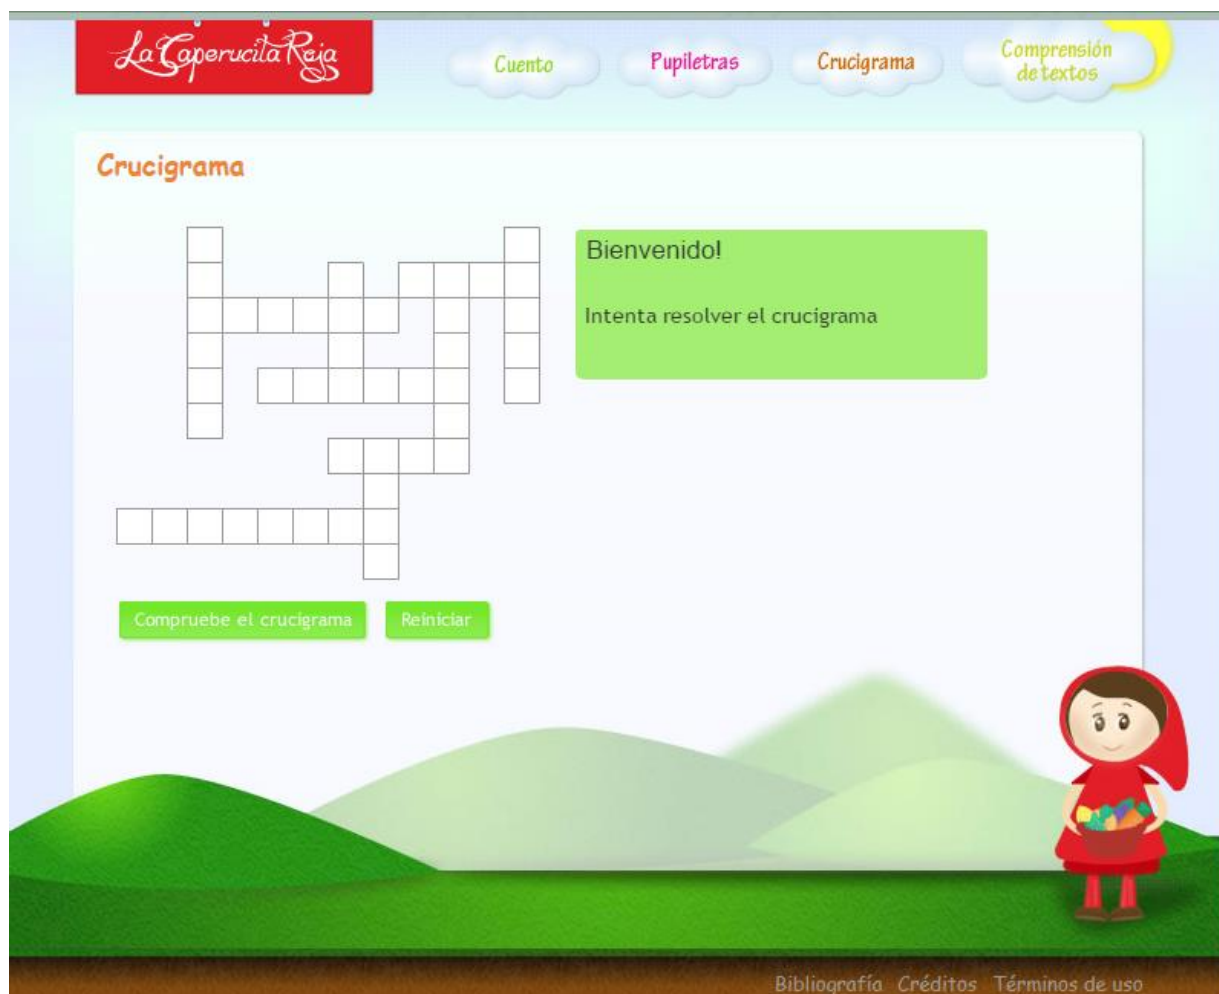 La Caperucita Roja
Cuento
Pupiletras
Crucigrama
Comprensión
de textos
Crucigrama
Bienvenido!
Intenta resolver el crucigrama
Compruebe el crucigrama
Reiniciar
Bibliografía Créditos Términos de uso